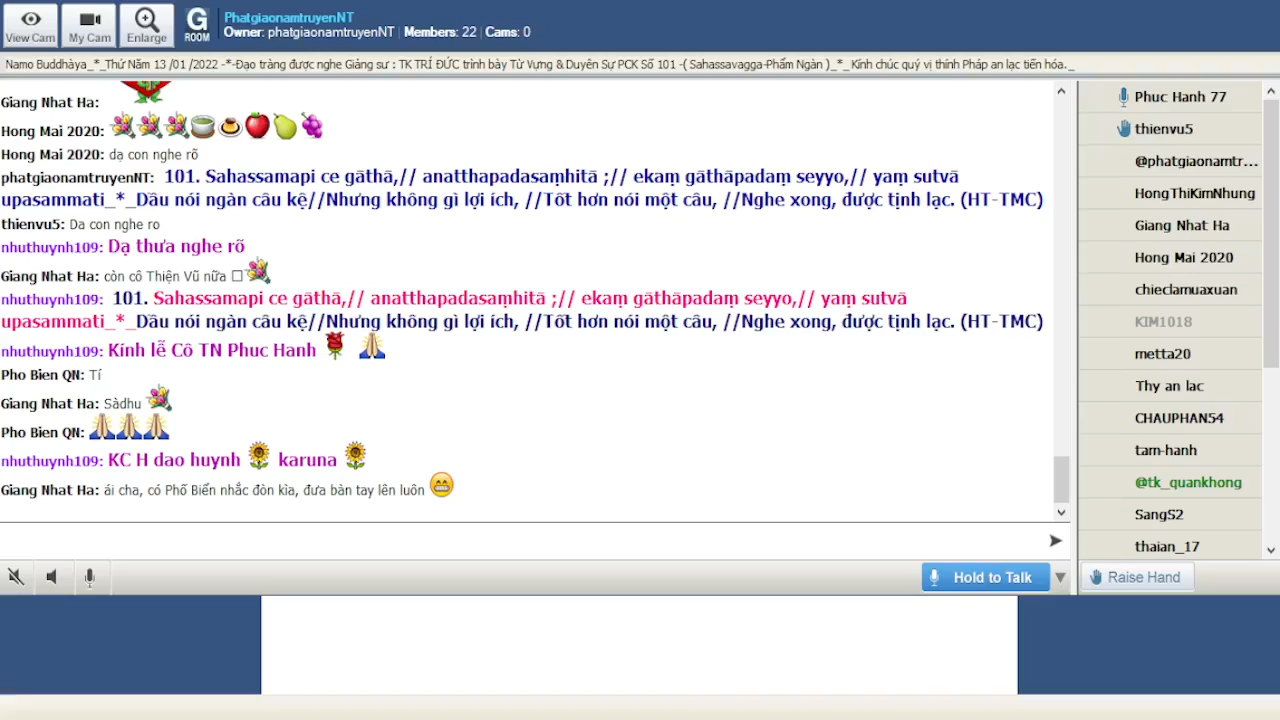 View Cam
My Cam
Enlarge
G
ROOM
PhatgiaonamtruyenNT
Owner: phatgiaonamtruyenNT | Members: 22 | Cams: 0
Namo Buddhàya_*_Thứ Năm 13 /01 /2022 -*-Đạo tràng được nghe Giảng sư : TK TRÍ ĐỨC trình bày Từ Vựng & Duyên Sự PCK Số 101 -( Sahassavagga-Phẩm Ngàn )_*_ Kính chúc quý vị thính Pháp an lạc tiến hóa._
Giang Nhat Ha:
Hong Mai 2020:
Hong Mai 2020: dạ con nghe rõ
phatgiaonamtruyenNT: 101. Sahassamapi ce gāthā,// anatthapadasaṃhitā ;// ekaṃ gāthāpadaṃ seyyo,// yaṃ sutvā
upasammati_*_Dầu nói ngàn câu kệ//Nhưng không gì lợi ích, //Tốt hơn nói một câu, //Nghe xong, được tịnh lạc. (HT-TMC)
thienvu5: Da con nghe ro
nhuthuynh109: Dạ thưa nghe rõ
Giang Nhat Ha: còn cô Thiện Vũ nữa □
nhuthuynh109: 101. Sahassamapi ce gāthā,// anatthapadasaṃhitā ;// ekaṃ gāthāpadaṃ seyyo,// yaṃ sutvā
upasammati_*_Dầu nói ngàn câu kệ//Nhưng không gì lợi ích, //Tốt hơn nói một câu, //Nghe xong, được tịnh lạc. (HT-TMC)
nhuthuynh109: Kính lễ Cô TN Phuc Hanh
Pho Bien QN: Tí
Giang Nhat Ha: Sàdhu
Pho Bien QN:
nhuthuynh109: KC H dao huynh karuna
Giang Nhat Ha: ái cha, có Phổ Biển nhắc đòn kìa, đưa bàn tay lên luôn
Hold to Talk
Phuc Hanh 77
thienvu5
@phatgiaonamtr...
HongThiKimNhung
Giang Nhat Ha
Hong Mai 2020
chieclamuaxuan
KIM1018
metta20
Thy an lac
CHAUPHAN54
tam-hanh
@tk_quankhong
SangS2
thaian_17
Raise Hand